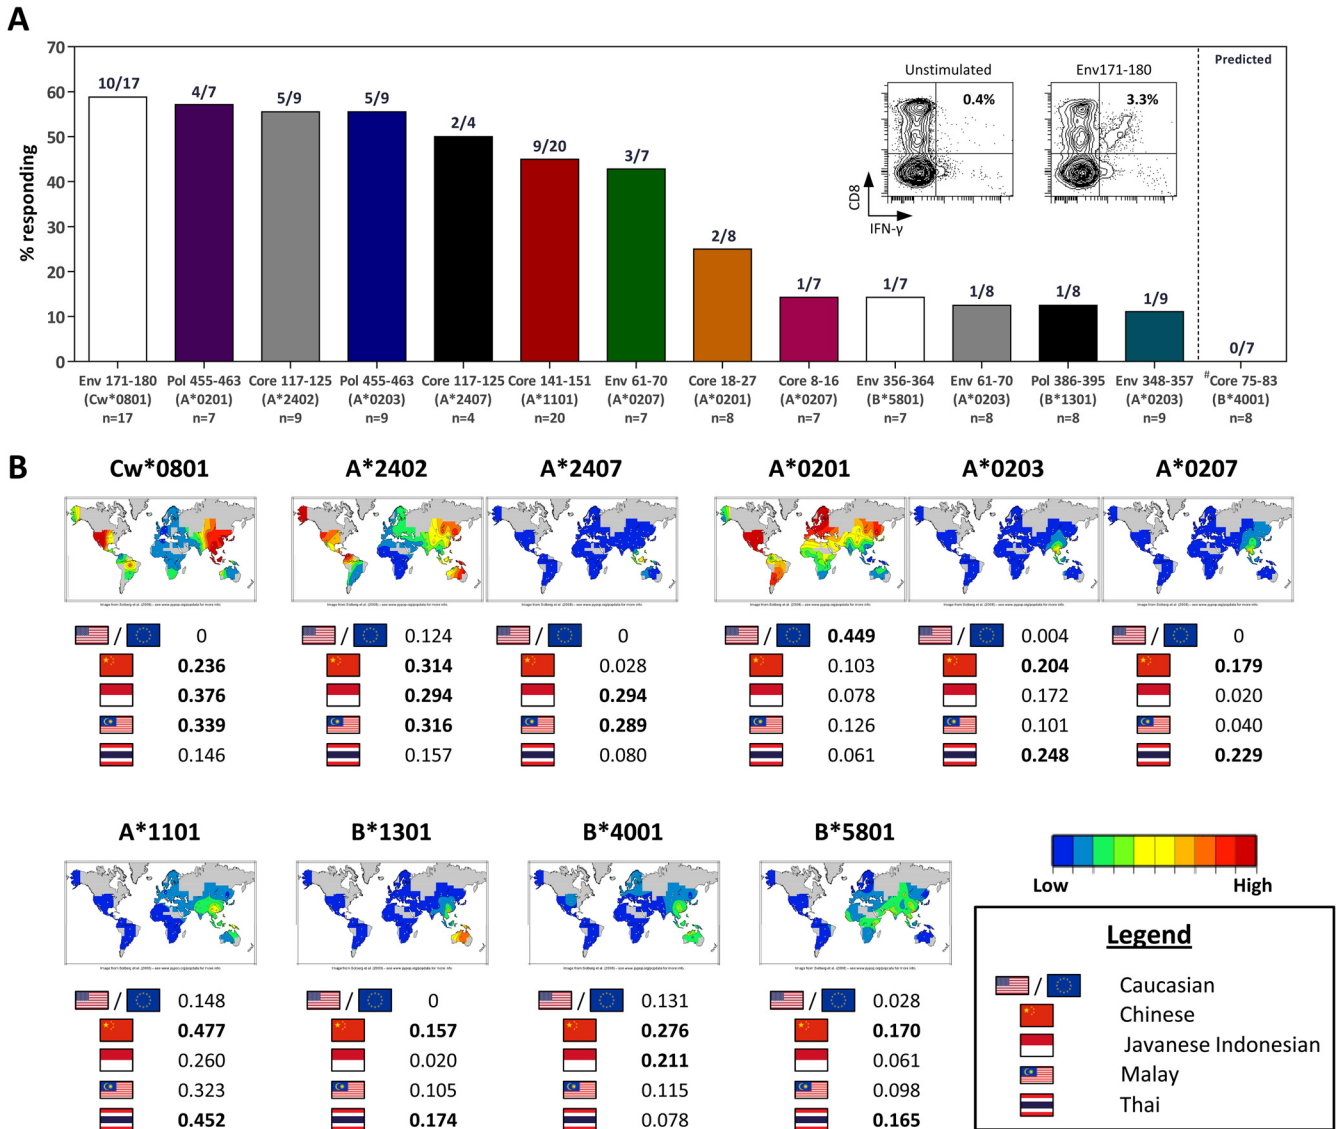 A
70
60
50
40
30
20
10
0
% responding
10/17
4/7
5/9
5/9
2/4
9/20
3/7
2/8
1/7
1/7
1/8
1/8
1/9
0/7
Predicted
Unstimulated
0.4%
Env171-180
3.3%
CD8
IFN-γ
Env 171-180
(Cw*0801)
n=17
Pol 455-463
(A*0201)
n=7
Core 117-125
(A*2402)
n=9
Pol 455-463
(A*0203)
n=9
Core 117-125
(A*2407)
n=4
Core 141-151
(A*1101)
n=20
Env 61-70
(A*0207)
n=7
Core 18-27
(A*0201)
n=8
Core 8-16
(A*0207)
n=7
Env 356-364
(B*5801)
n=7
Env 61-70
(A*0203)
n=8
Pol 386-395
(B*1301)
n=8
Env 348-357
(A*0203)
n=9
#Core 75-83
(B*4001)
n=8
B
Cw*0801
/ 0
0.236
0.376
0.339
0.146
A*2402
/ 0.124
0.314
0.294
0.316
0.157
A*2407
/ 0
0.028
0.294
0.289
0.080
A*0201
/ 0.449
0.103
0.078
0.126
0.061
A*0203
/ 0.004
0.204
0.172
0.101
0.248
A*0207
/ 0
0.179
0.020
0.040
0.229
A*1101
/ 0.148
0.477
0.260
0.323
0.452
B*1301
/ 0
0.157
0.020
0.105
0.174
B*4001
/ 0.131
0.276
0.211
0.115
0.078
B*5801
/ 0.028
0.170
0.061
0.098
0.165
Low High
Legend
/ Caucasian
Chinese
Javanese Indonesian
Malay
Thai